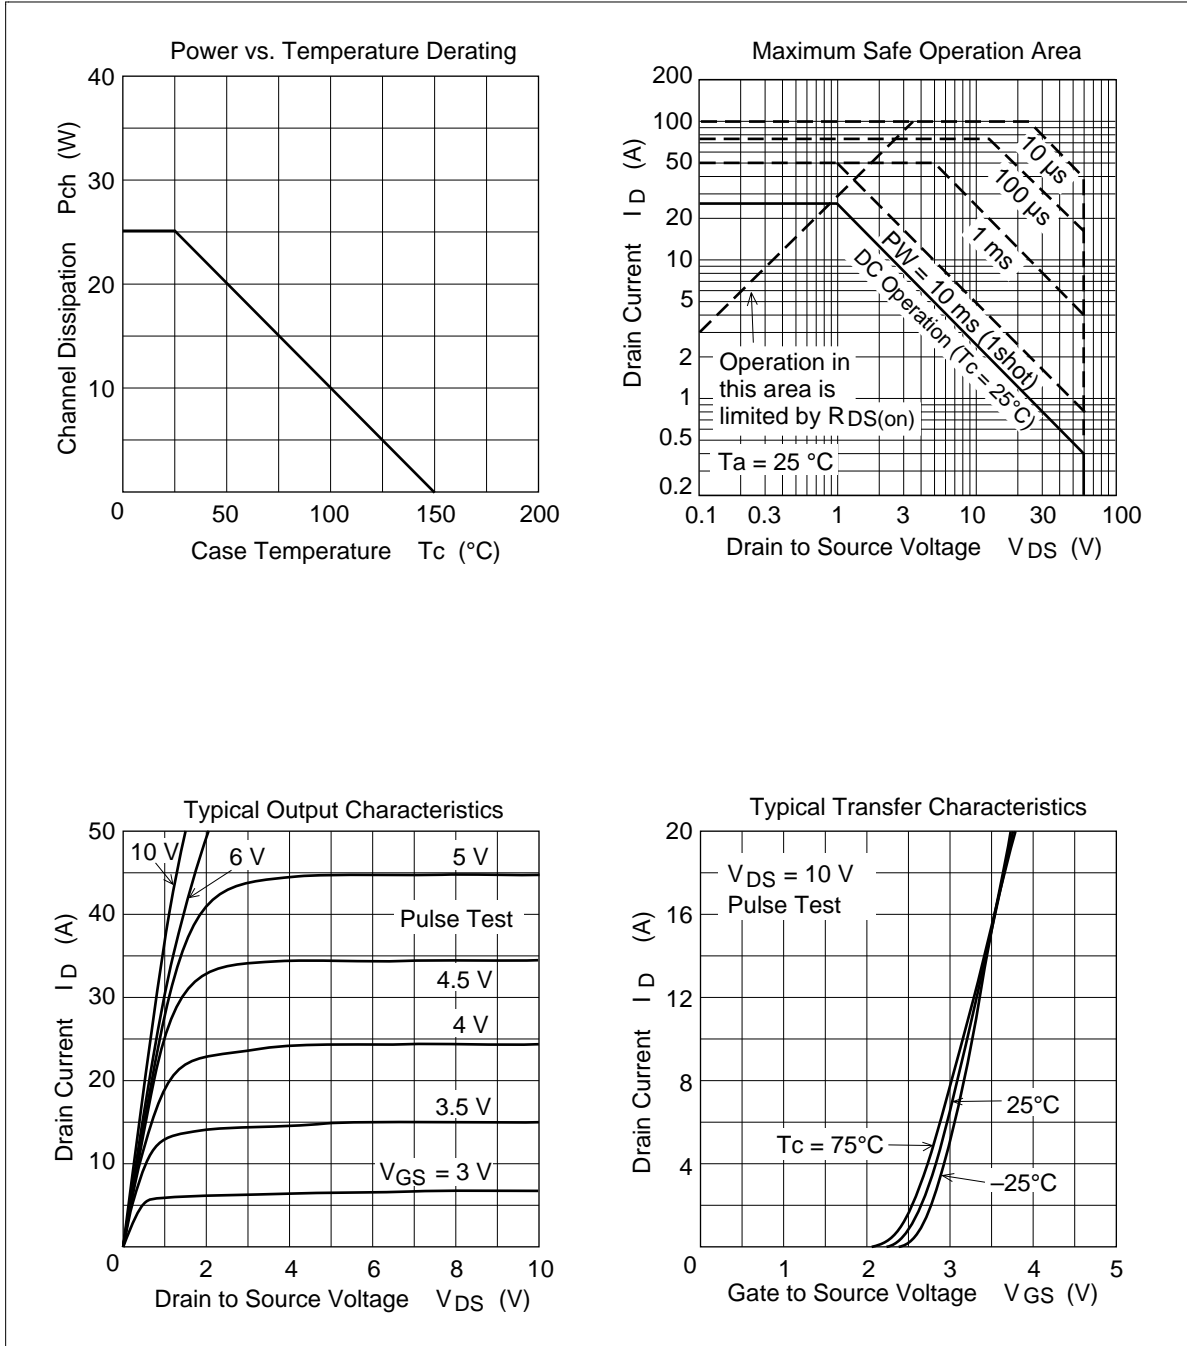 Power vs. Temperature Derating
40
30
20
10
0
50
100
150
200
Channel Dissipation Pch (W)
Case Temperature Tc (°C)
Maximum Safe Operation Area
200
100
50
20
10
5
2
1
0.5
0.2
0.1
0.3
1
3
10
30
100
Drain Current I D (A)
Drain to Source Voltage V DS (V)
10 µs
100 µs
1 ms
PW = 10 ms (1shot)
DC Operation (Tc = 25°C)
Operation in
this area is
limited by R DS(on)
Ta = 25 °C
Typical Output Characteristics
50
40
30
20
10
0
2
4
6
8
10
Drain Current I D (A)
Drain to Source Voltage V DS (V)
10 V
6 V
5 V
Pulse Test
4.5 V
4 V
3.5 V
V GS = 3 V
Typical Transfer Characteristics
20
16
12
8
4
0
1
2
3
4
5
Drain Current I D (A)
Gate to Source Voltage V GS (V)
V DS = 10 V
Pulse Test
25°C
Tc = 75°C
–25°C